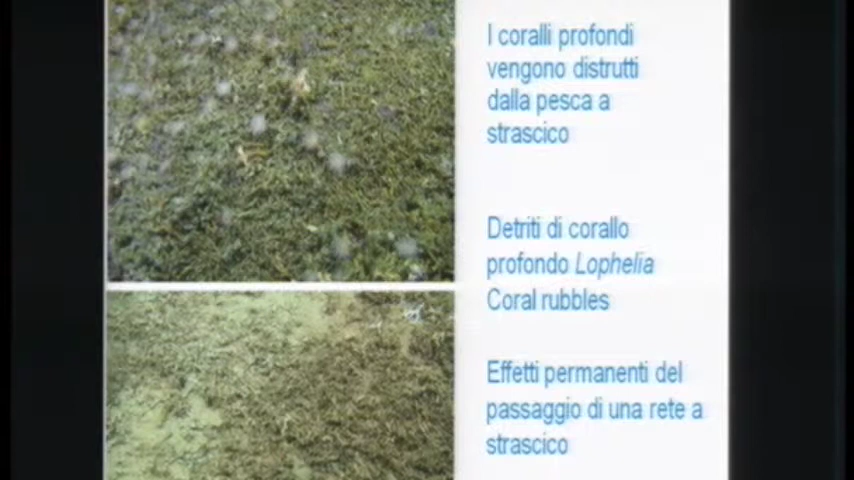 I coralli profondi
vengono distrutti
dalla pesca a
strascico
Detriti di corallo
profondo Lophelia
Coral rubbles
Effetti permanenti del
passaggio di una rete a
strascico